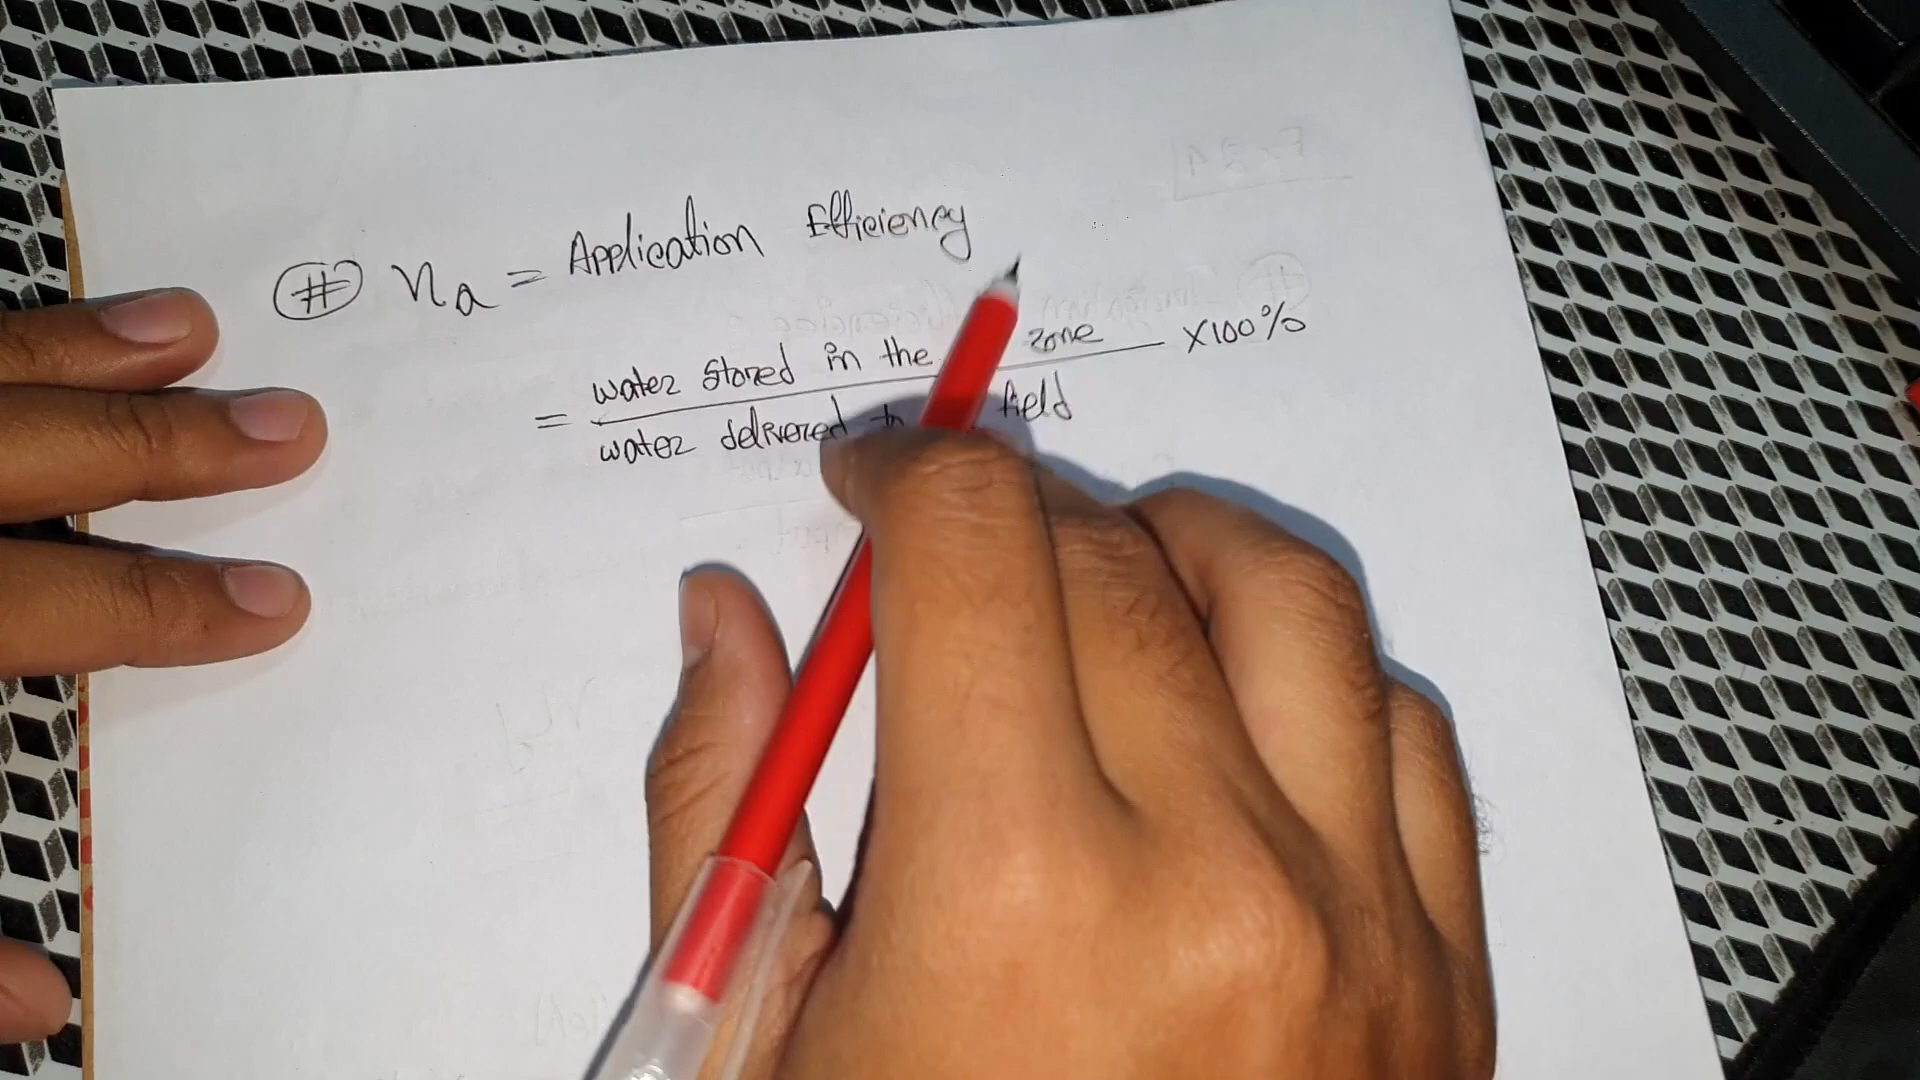 # ηa = Application Efficiency
water stored in the zone ×100%
=
water delivered field